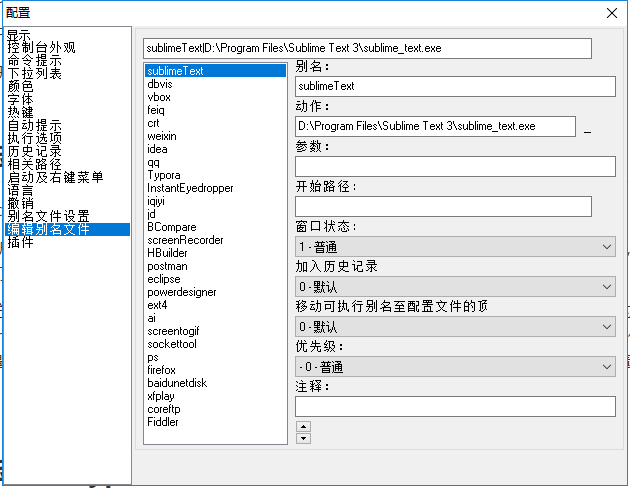 配置
显示
控制台外观
命令提示
下拉列表
颜色
字体
热键
自动提示
执行选项
历史记录
相关路径
启动及右键菜单
语言
撤销
别名文件设置
编辑别名文件
插件
sublimeText|D:\Program Files\Sublime Text 3\sublime_text.exe
sublimeText
dbvis
vbox
feiq
crt
weixin
idea
qq
Typora
InstantEyedropper
iqiyi
jd
BCompare
screenRecorder
HBuilder
postman
eclipse
powerdesigner
ext4
ai
screentogif
sockettool
ps
firefox
baidunetdisk
xfplay
coreftp
Fiddler
别名:
sublimeText
动作:
D:\Program Files\Sublime Text 3\sublime_text.exe
参数:
开始路径:
窗口状态:
1 - 普通
加入历史记录
0 - 默认
移动可执行别名至配置文件的顶
0 - 默认
优先级:
- 0 - 普通
注释: